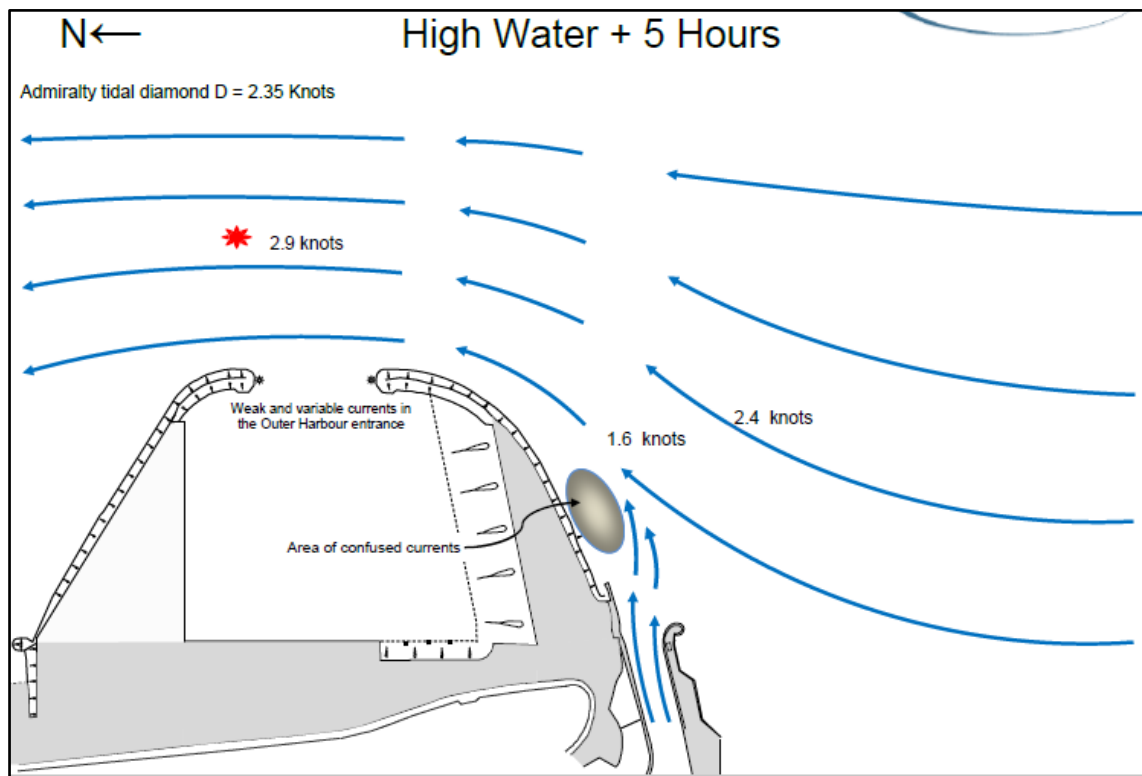 N←
High Water + 5 Hours
Admiralty tidal diamond D = 2.35 Knots
2.9 knots
Weak and variable currents in
the Outer Harbour entrance
2.4 knots
1.6 knots
Area of confused currents